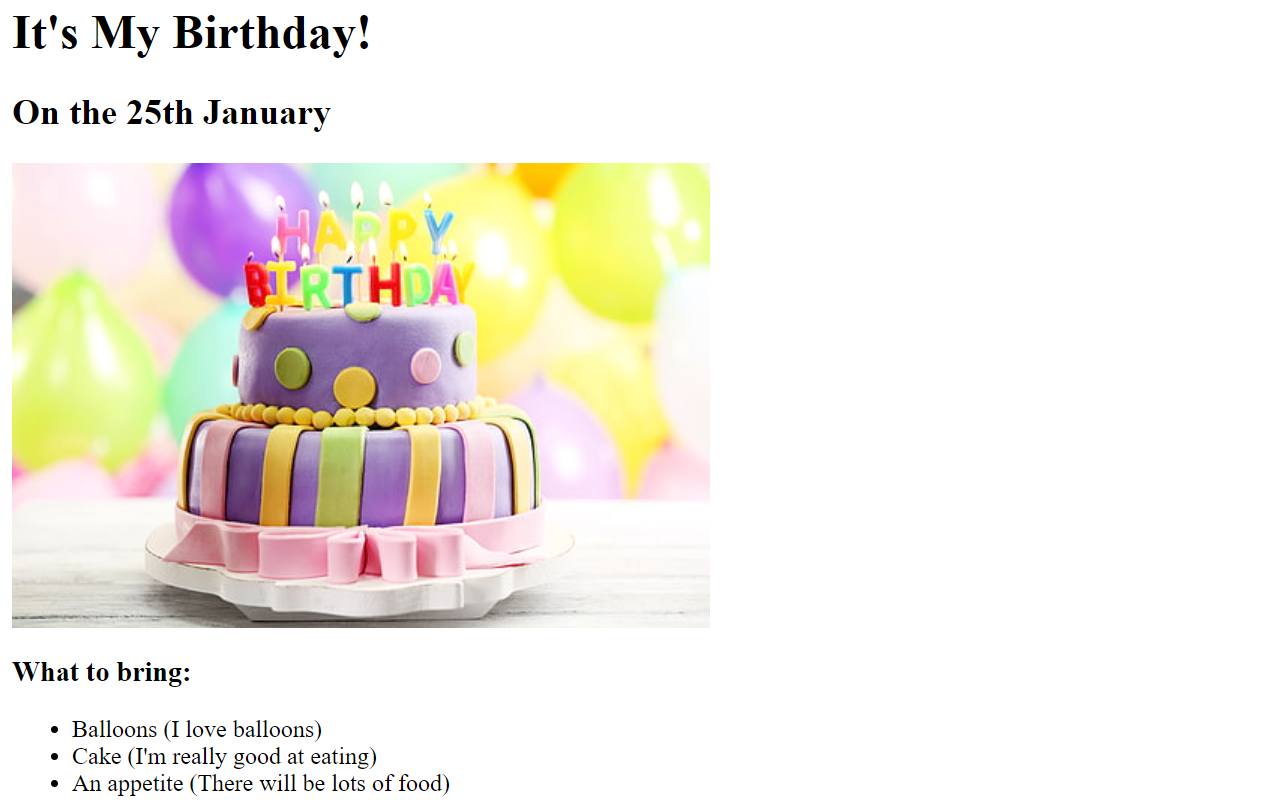 It's My Birthday!
On the 25th January
HAPPY
BIRTHDAY
What to bring:
Balloons (I love balloons)
Cake (I'm really good at eating)
An appetite (There will be lots of food)